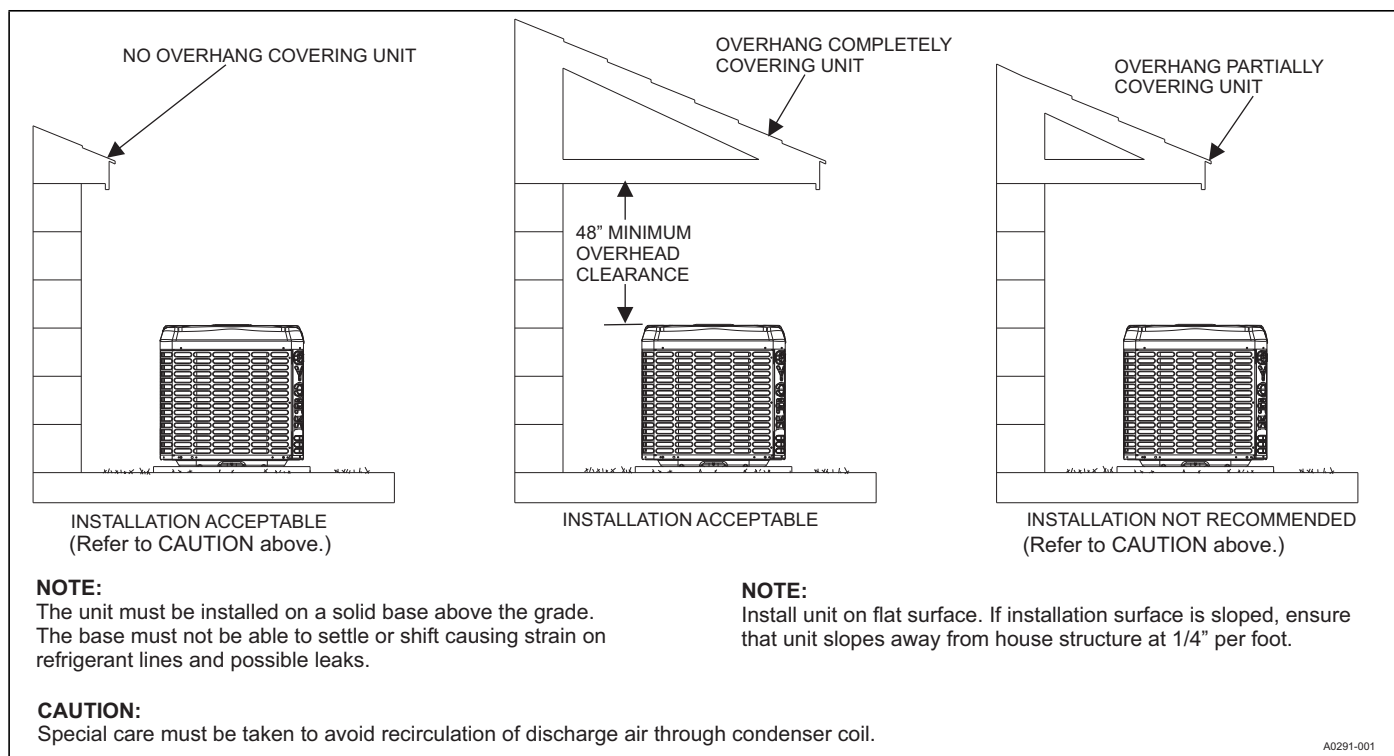 NO OVERHANG COVERING UNIT
OVERHANG COMPLETELY
COVERING UNIT
OVERHANG PARTIALLY
COVERING UNIT
48” MINIMUM
OVERHEAD
CLEARANCE
INSTALLATION ACCEPTABLE
(Refer to CAUTION above.)
INSTALLATION ACCEPTABLE
INSTALLATION NOT RECOMMENDED
(Refer to CAUTION above.)
NOTE:
The unit must be installed on a solid base above the grade.
The base must not be able to settle or shift causing strain on
refrigerant lines and possible leaks.
NOTE:
Install unit on flat surface. If installation surface is sloped, ensure
that unit slopes away from house structure at 1/4” per foot.
CAUTION:
Special care must be taken to avoid recirculation of discharge air through condenser coil.
A0291-001